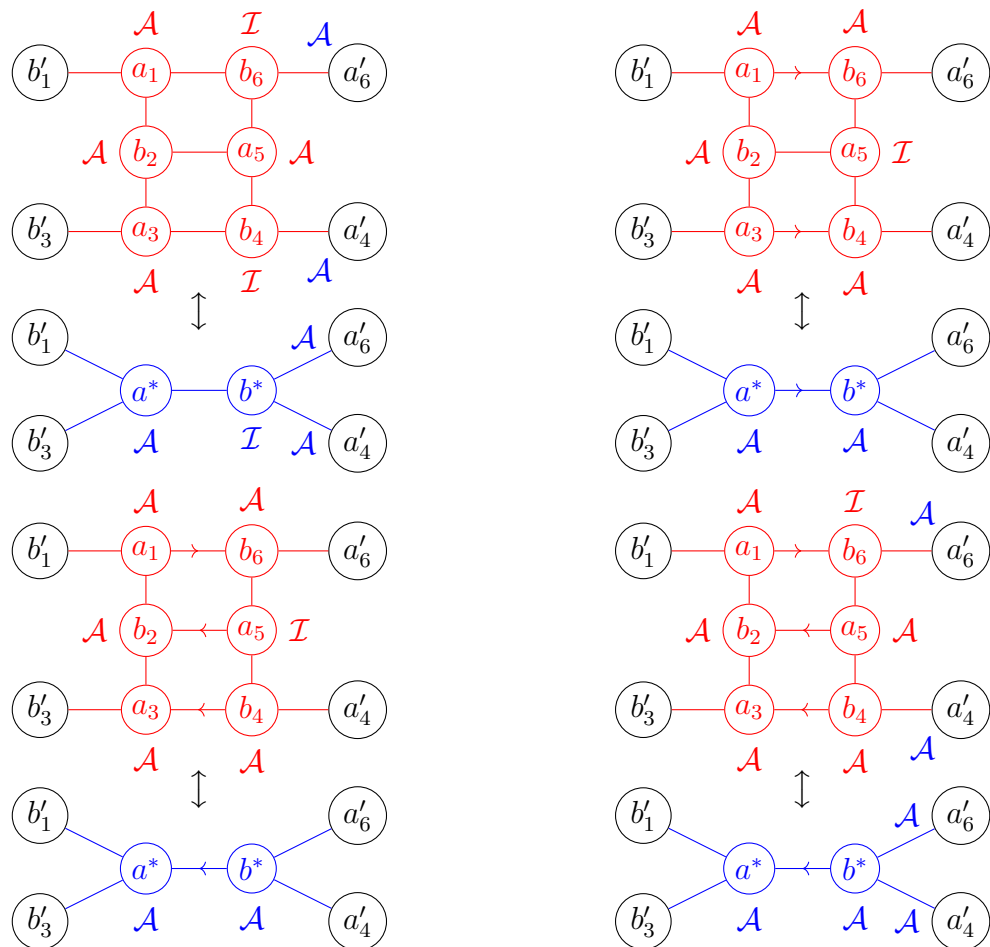 𝒜 ℐ 𝒜 𝒜 𝒜
b′₁ a₁ b₆ a′₆ b′₁ a₁ b₆ a′₆
𝒜 b₂ a₅ 𝒜 𝒜 b₂ a₅ ℐ
b′₃ a₃ b₄ a′₄ b′₃ a₃ b₄ a′₄
𝒜 ℐ 𝒜 𝒜 𝒜
b′₁ 𝒜 a′₆ b′₁ a′₆
a* b* a* b*
b′₃ 𝒜 ℐ 𝒜 a′₄ b′₃ 𝒜 𝒜 a′₄
𝒜 𝒜 𝒜 ℐ 𝒜
b′₁ a₁ b₆ a′₆ b′₁ a₁ b₆ a′₆
𝒜 b₂ a₅ ℐ 𝒜 b₂ a₅ 𝒜
b′₃ a₃ b₄ a′₄ b′₃ a₃ b₄ a′₄
𝒜 𝒜 𝒜 𝒜 𝒜
b′₁ a′₆ b′₁ 𝒜 a′₆
a* b* a* b*
b′₃ 𝒜 𝒜 a′₄ b′₃ 𝒜 𝒜 𝒜 a′₄